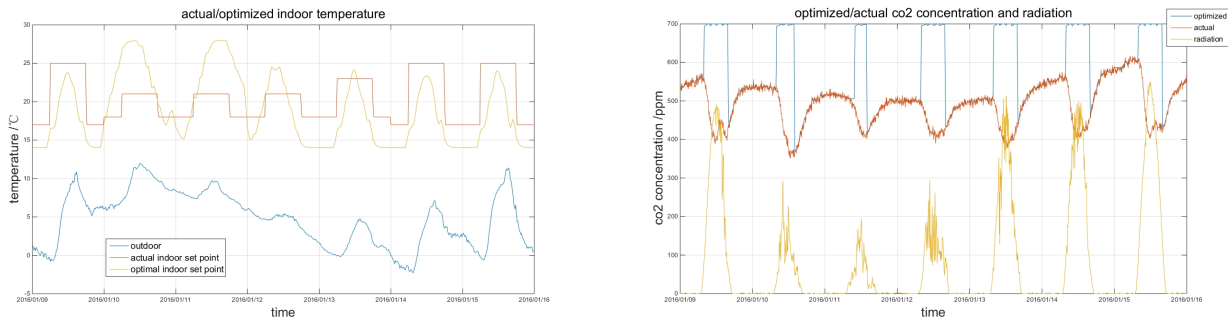 actual/optimized indoor temperature
30
25
20
15
10
5
0
-5
temperature /℃
outdoor
actual indoor set point
optimal indoor set point
2016/01/09 2016/01/10 2016/01/11 2016/01/12 2016/01/13 2016/01/14 2016/01/15 2016/01/16
time
optimized/actual co2 concentration and radiation
optimized
actual
radiation
700
600
500
400
300
200
100
0
co2 concentration /ppm
2016/01/09 2016/01/10 2016/01/11 2016/01/12 2016/01/13 2016/01/14 2016/01/15 2016/01/16
time